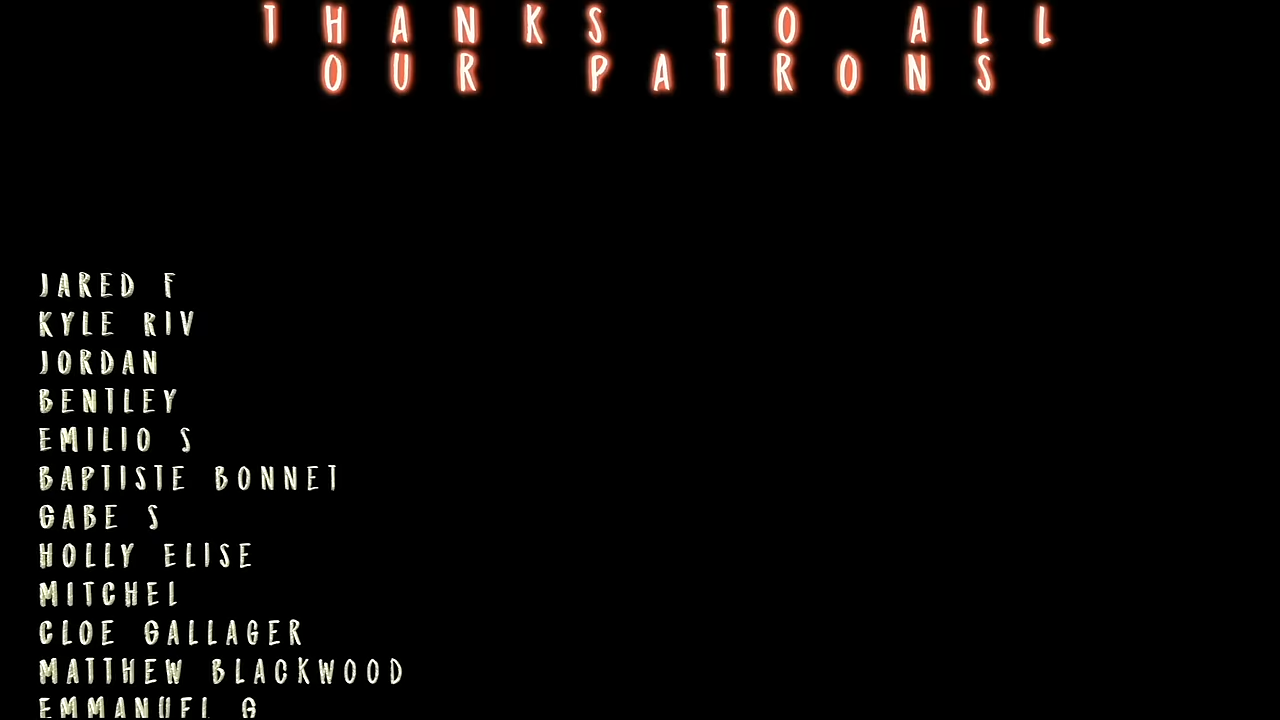 THANKS TO ALL
OUR PATRONS
JARED F
KYLE RIV
JORDAN
BENTLEY
EMILIO S
BAPTISTE BONNET
GABE S
HOLLY ELISE
MITCHEL
CLOE GALLAGER
MATTHEW BLACKWOOD
EMMANUEL G